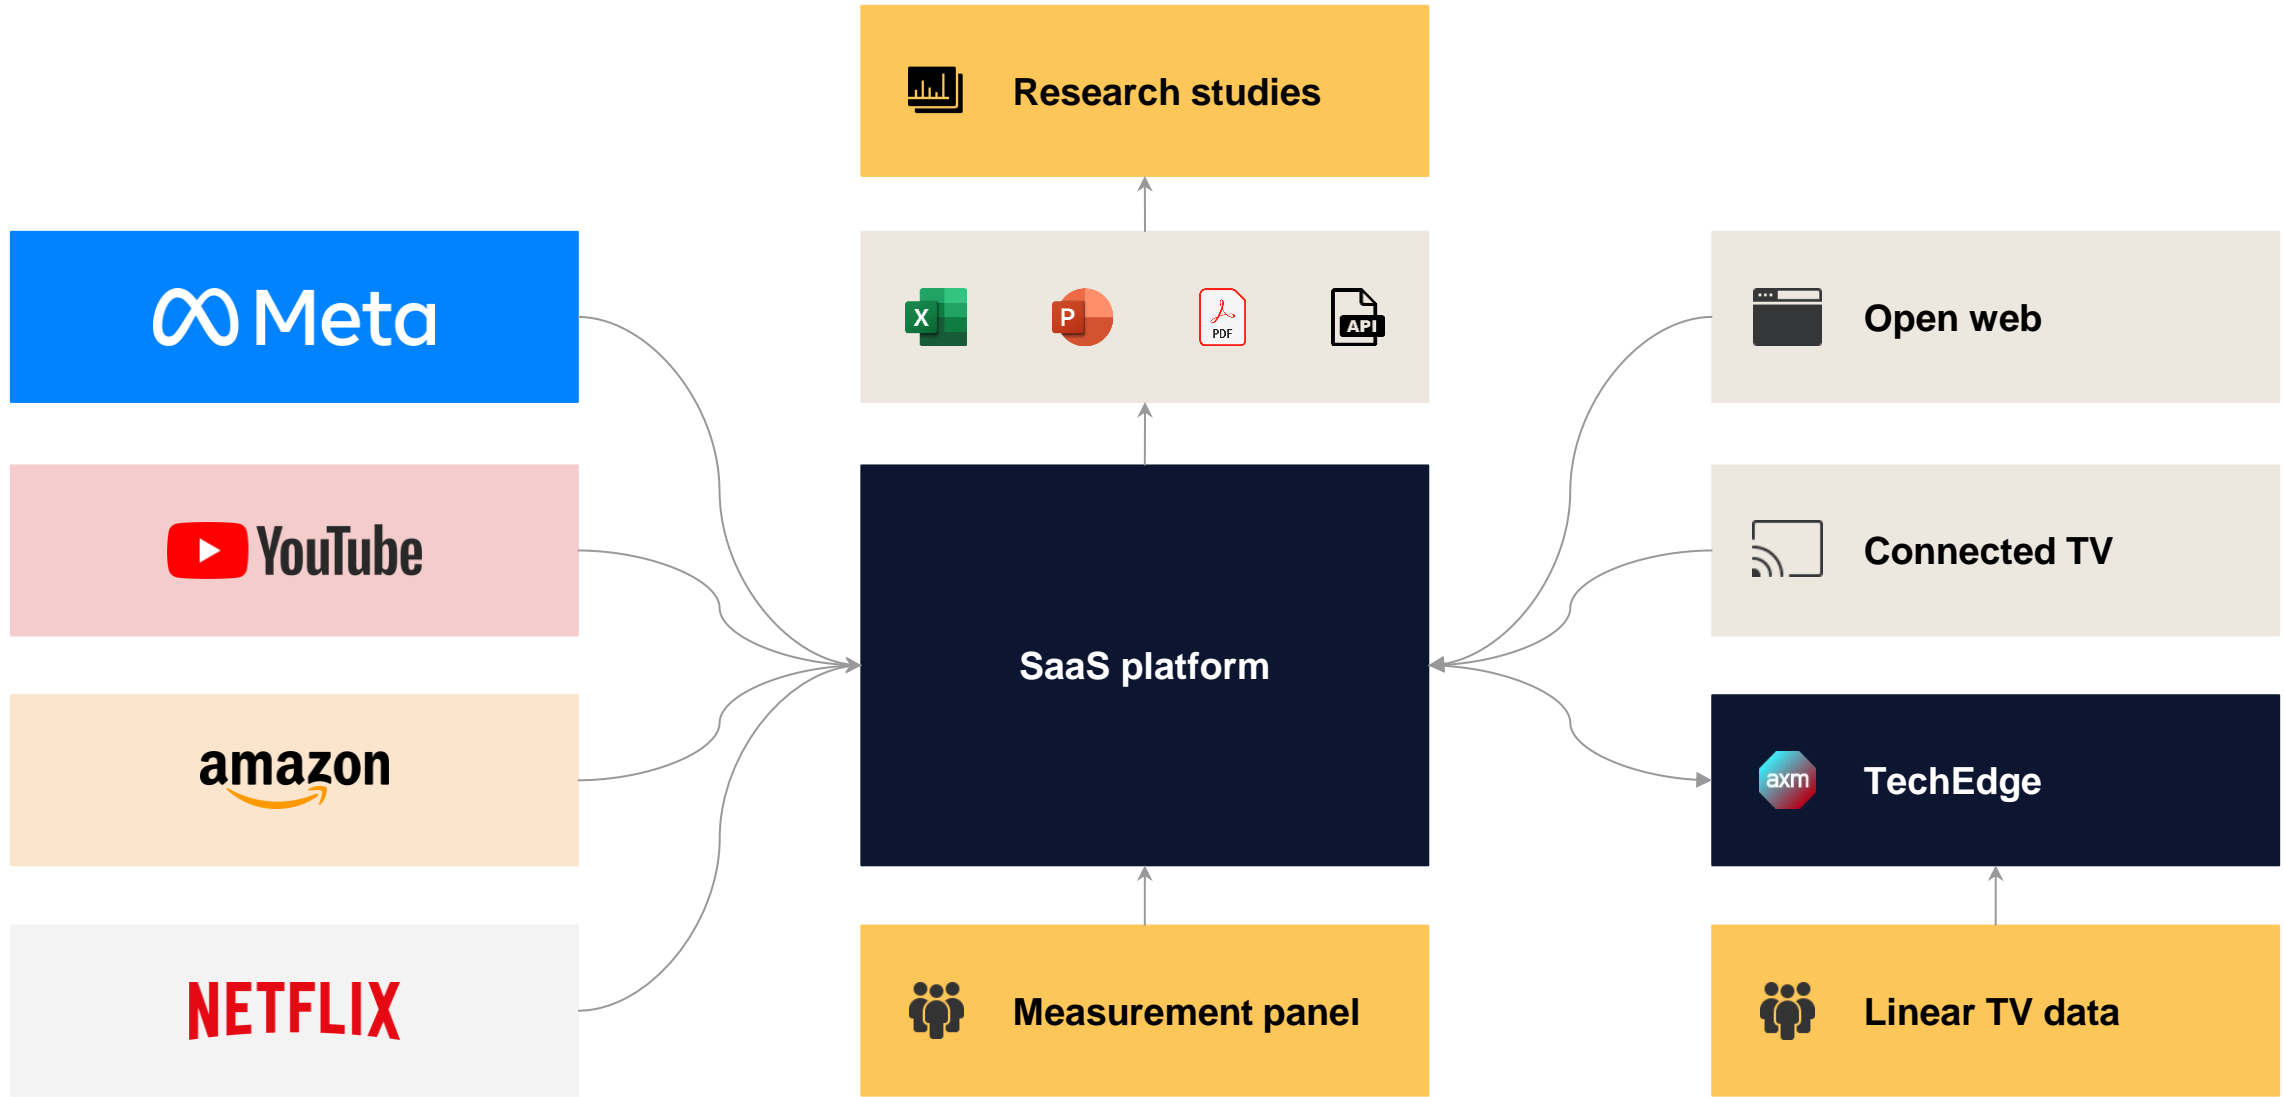 Research studies
Meta
X
P
PDF
API
Open web
YouTube
Connected TV
SaaS platform
amazon
axm
TechEdge
NETFLIX
Measurement panel
Linear TV data